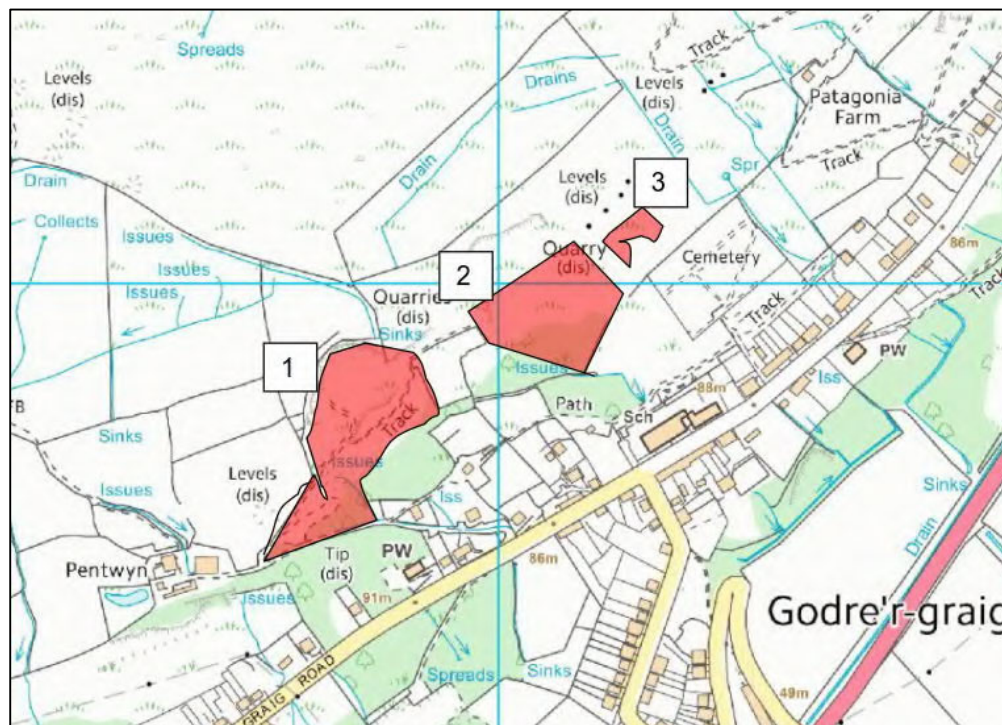 Spreads
Levels
(dis)
Drains
Levels
(dis)
Track
Patagonia
Farm
Drain
Drain
Drain
Collects
Issues
Issues
Issues
Levels
(dis)
3
Spr
Track
86m
Quarry
(dis)
Cemetery
Track
2
Quarries
(dis)
Sinks
1
Track
PW
FB
Issues
Path
Sch
88m
Iss
Sinks
Track
Issues
Levels
(dis)
Issues
Iss
Sinks
Drain
Pentwyn
Tip
(dis)
PW
86m
91m
Issues
Issues
Spreads
Sinks
Godre'r-graig
GRAIG ROAD
49m